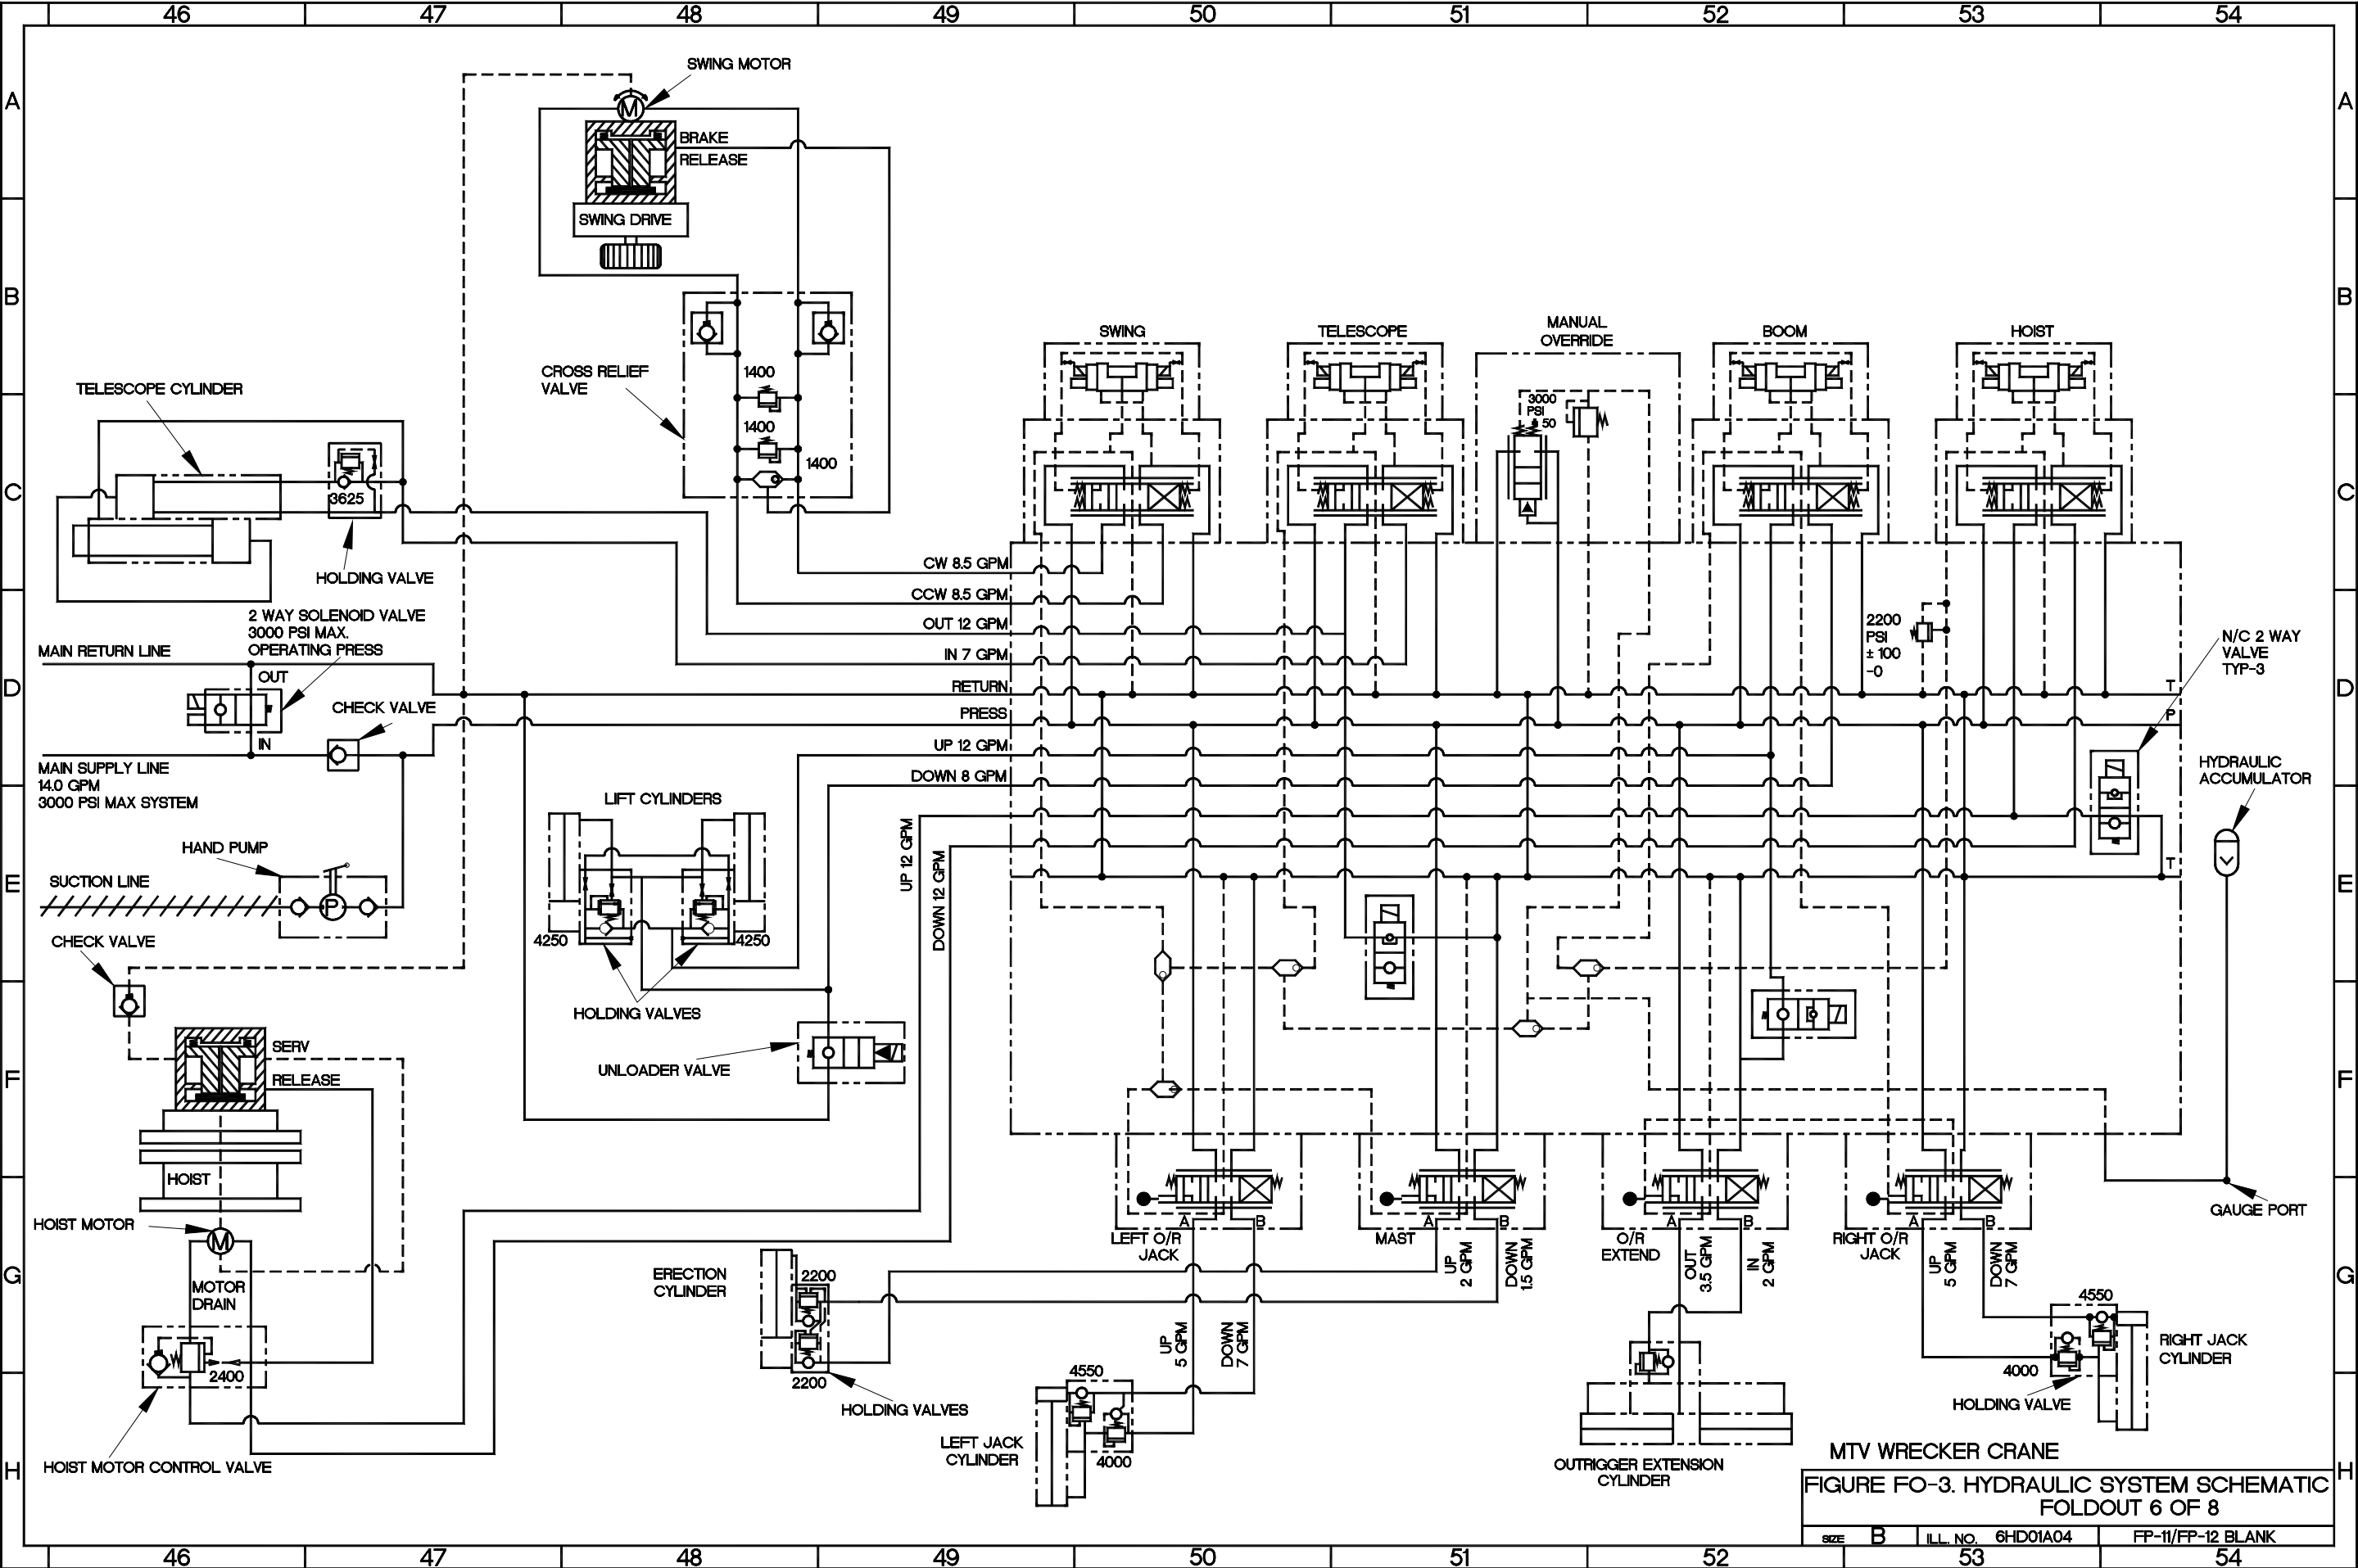 46 47 48 49 50 51 52 53 54
A
B
C
D
E
F
G
H
SWING MOTOR
BRAKE
RELEASE
SWING DRIVE
CROSS RELIEF
VALVE
1400
1400
1400
TELESCOPE CYLINDER
3625
HOLDING VALVE
2 WAY SOLENOID VALVE
3000 PSI MAX.
OPERATING PRESS
MAIN RETURN LINE
OUT
CHECK VALVE
IN
MAIN SUPPLY LINE
14.0 GPM
3000 PSI MAX SYSTEM
HAND PUMP
SUCTION LINE
P
CHECK VALVE
SERV
RELEASE
HOIST
HOIST MOTOR
M
MOTOR
DRAIN
2400
HOIST MOTOR CONTROL VALVE
M
LIFT CYLINDERS
4250
4250
HOLDING VALVES
UNLOADER VALVE
UP 12 GPM
DOWN 12 GPM
SWING
TELESCOPE
MANUAL
OVERRIDE
BOOM
HOIST
3000
PSI
50
CW 8.5 GPM
CCW 8.5 GPM
OUT 12 GPM
IN 7 GPM
RETURN
PRESS
UP 12 GPM
DOWN 8 GPM
2200
PSI
± 100
-0
T
P
T
N/C 2 WAY
VALVE
TYP-3
HYDRAULIC
ACCUMULATOR
GAUGE PORT
A B
LEFT O/R
JACK
A B
MAST
A B
O/R
EXTEND
A B
RIGHT O/R
JACK
UP
2 GPM
DOWN
1.5 GPM
OUT
3.5 GPM
IN
2 GPM
UP
5 GPM
DOWN
7 GPM
ERECTION
CYLINDER
2200
2200
HOLDING VALVES
UP
5 GPM
DOWN
7 GPM
4550
4000
LEFT JACK
CYLINDER
OUTRIGGER EXTENSION
CYLINDER
4550
4000
RIGHT JACK
CYLINDER
HOLDING VALVE
MTV WRECKER CRANE
FIGURE FO-3. HYDRAULIC SYSTEM SCHEMATIC
FOLDOUT 6 OF 8
SIZE B ILL. NO. 6HD01A04 FP-11/FP-12 BLANK
A
B
C
D
E
F
G
H
46 47 48 49 50 51 52 53 54